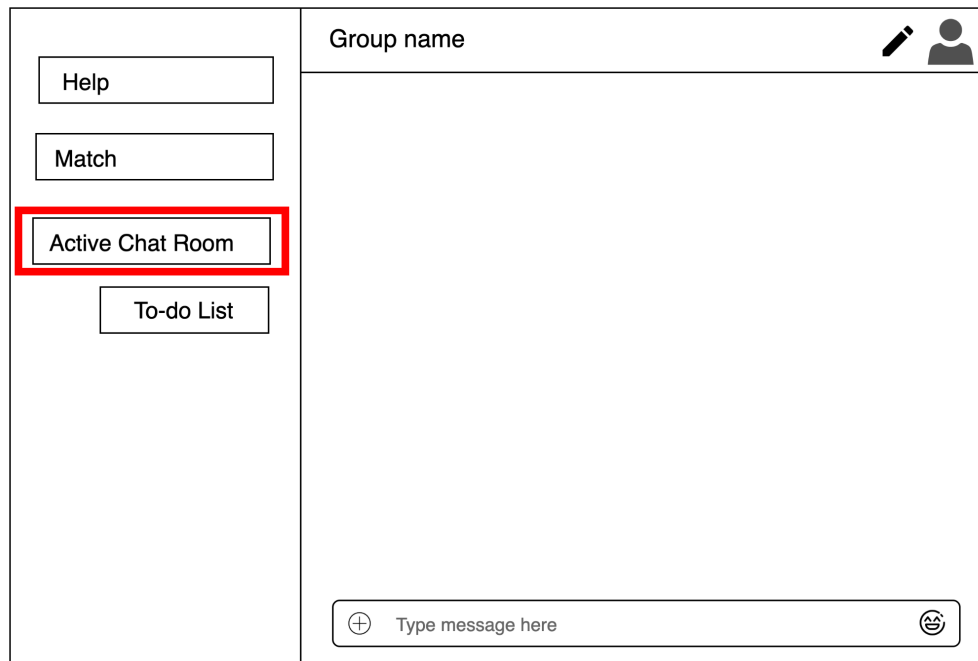 Group name
Help
Match
Active Chat Room
To-do List
Type message here